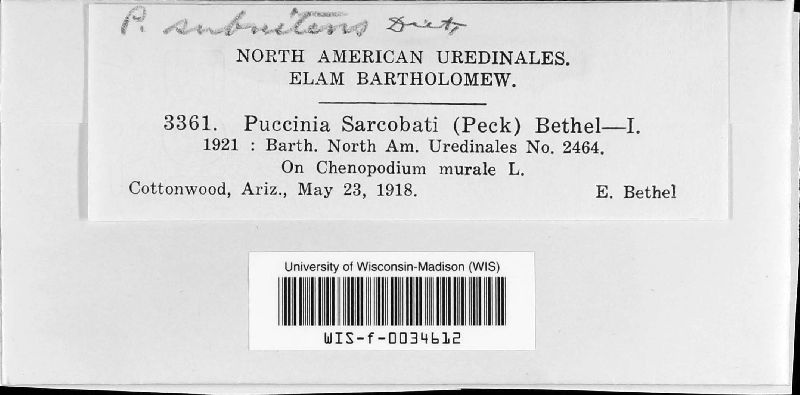 P. subnitens Diet,
NORTH AMERICAN UREDINALES.
ELAM BARTHOLOMEW.
3361. Puccinia Sarcobati (Peck) Bethel—I.
1921 : Barth. North Am. Uredinales No. 2464.
On Chenopodium murale L.
Cottonwood, Ariz., May 23, 1918. E. Bethel
University of Wisconsin-Madison (WIS)
WIS-f-0034612